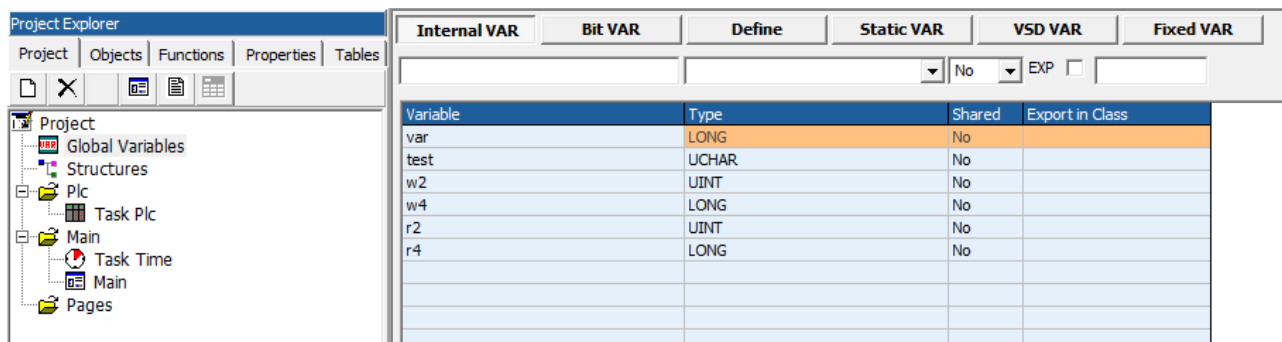 Project Explorer
Project Objects Functions Properties Tables
Project
VAR Global Variables
Structures
Plc
Task Plc
Main
Task Time
Main
Pages
Internal VAR Bit VAR Define Static VAR VSD VAR Fixed VAR
No EXP
Variable Type Shared Export in Class
var LONG No
test UCHAR No
w2 UINT No
w4 LONG No
r2 UINT No
r4 LONG No